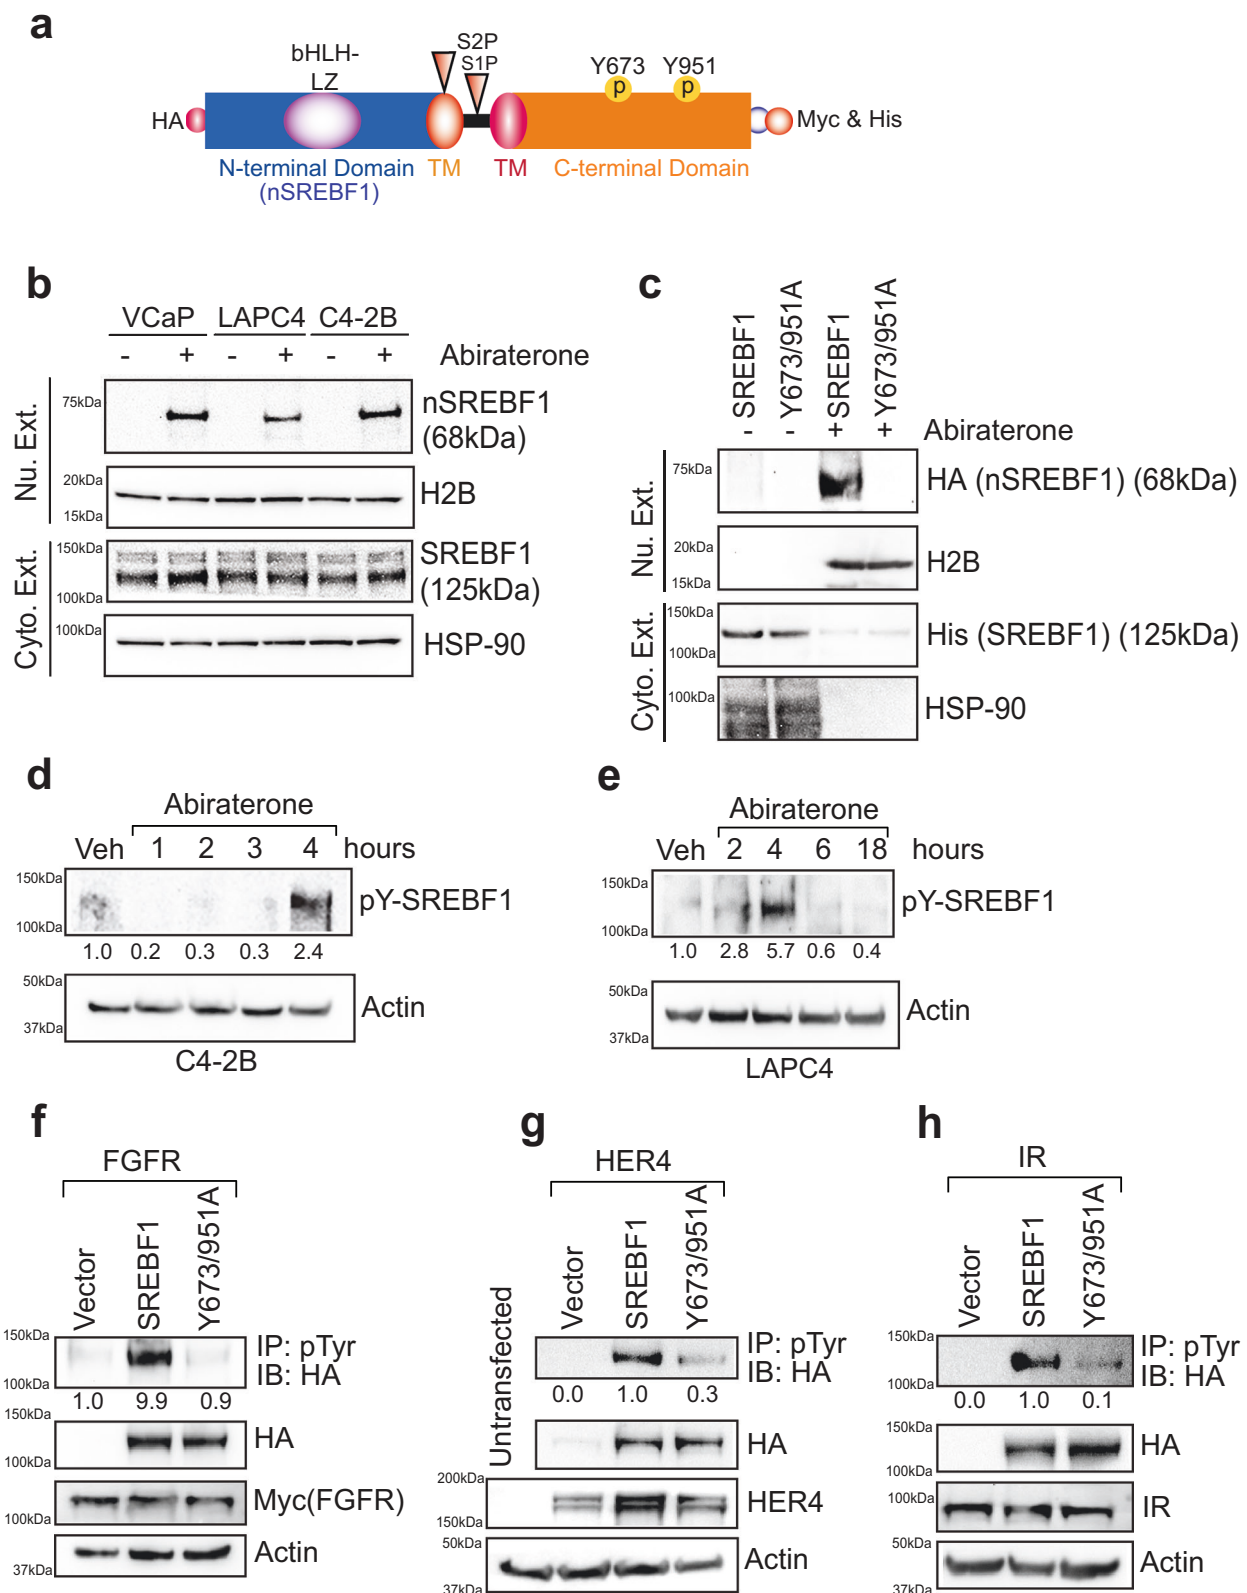 a
bHLH-
LZ
S2P
S1P
Y673 Y951
p p
HA
Myc & His
N-terminal Domain TM TM C-terminal Domain
(nSREBF1)
b
VCaP LAPC4 C4-2B
- + - + - + Abiraterone
Nu. Ext.
75kDa
nSREBF1
(68kDa)
20kDa
H2B
15kDa
Cyto. Ext.
150kDa
SREBF1
(125kDa)
100kDa
100kDa
HSP-90
c
SREBF1
Y673/951A
SREBF1
Y673/951A
- - + + Abiraterone
Nu. Ext.
75kDa
HA (nSREBF1) (68kDa)
20kDa
H2B
15kDa
Cyto. Ext.
150kDa
His (SREBF1) (125kDa)
100kDa
100kDa
HSP-90
d
Abiraterone
Veh 1 2 3 4 hours
150kDa
pY-SREBF1
100kDa
1.0 0.2 0.3 0.3 2.4
50kDa
Actin
37kDa
C4-2B
e
Abiraterone
Veh 2 4 6 18 hours
150kDa
pY-SREBF1
100kDa
1.0 2.8 5.7 0.6 0.4
50kDa
Actin
37kDa
LAPC4
f
FGFR
Vector
SREBF1
Y673/951A
150kDa
IP: pTyr
IB: HA
100kDa
1.0 9.9 0.9
150kDa
HA
100kDa
Myc(FGFR)
100kDa
Actin
37kDa
g
HER4
Untransfected
Vector
SREBF1
Y673/951A
150kDa
IP: pTyr
IB: HA
100kDa
0.0 1.0 0.3
HA
200kDa
HER4
150kDa
50kDa
Actin
37kDa
h
IR
Vector
SREBF1
Y673/951A
150kDa
IP: pTyr
IB: HA
100kDa
0.0 1.0 0.1
150kDa
HA
100kDa
100kDa
IR
50kDa
Actin
37kDa